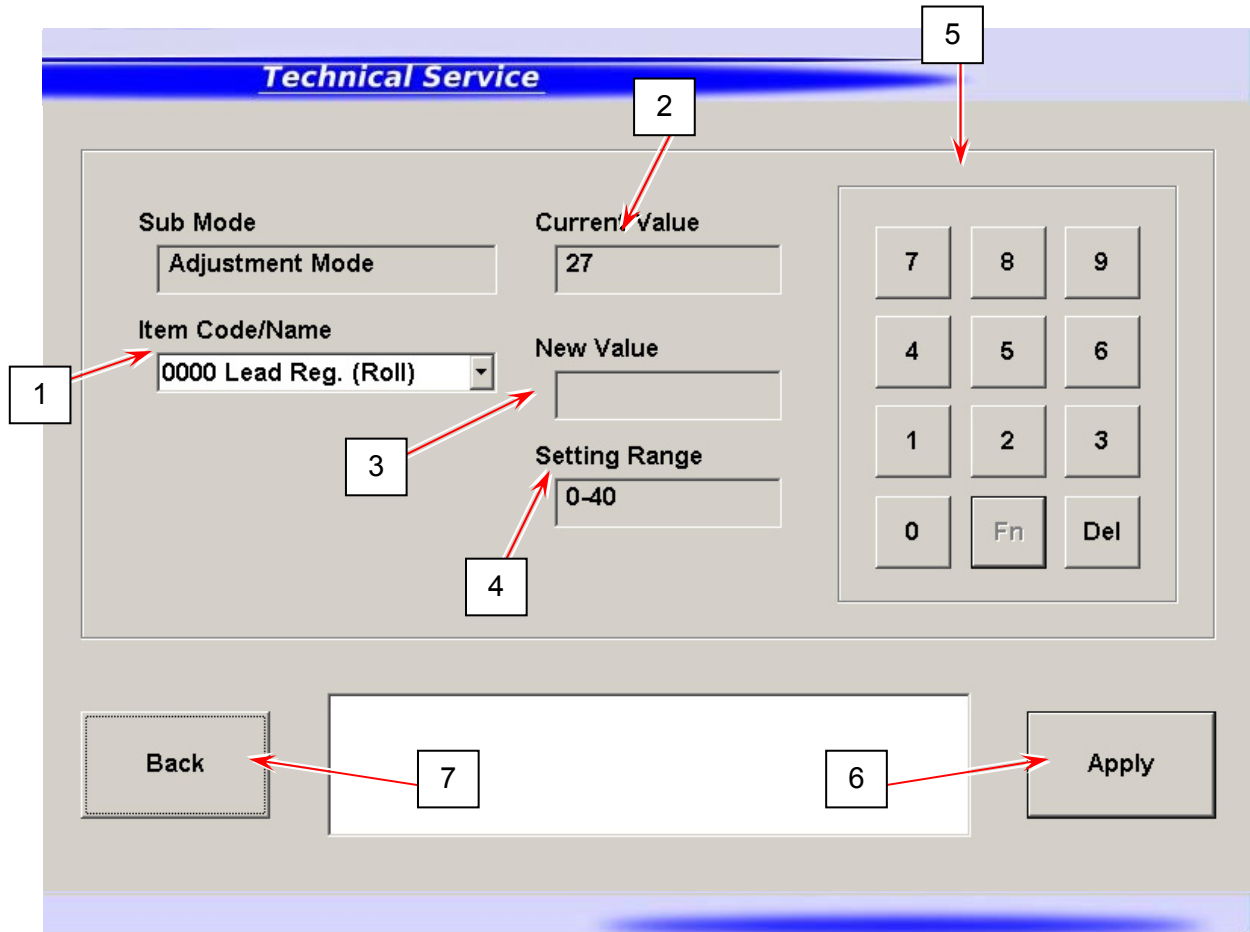 5
Technical Service
2
Sub Mode
Current Value
Adjustment Mode
27
7 8 9
Item Code/Name
New Value
0000 Lead Reg. (Roll)
4 5 6
1
3
Setting Range
0-40
1 2 3
4
0 Fn Del
Back
7
6
Apply